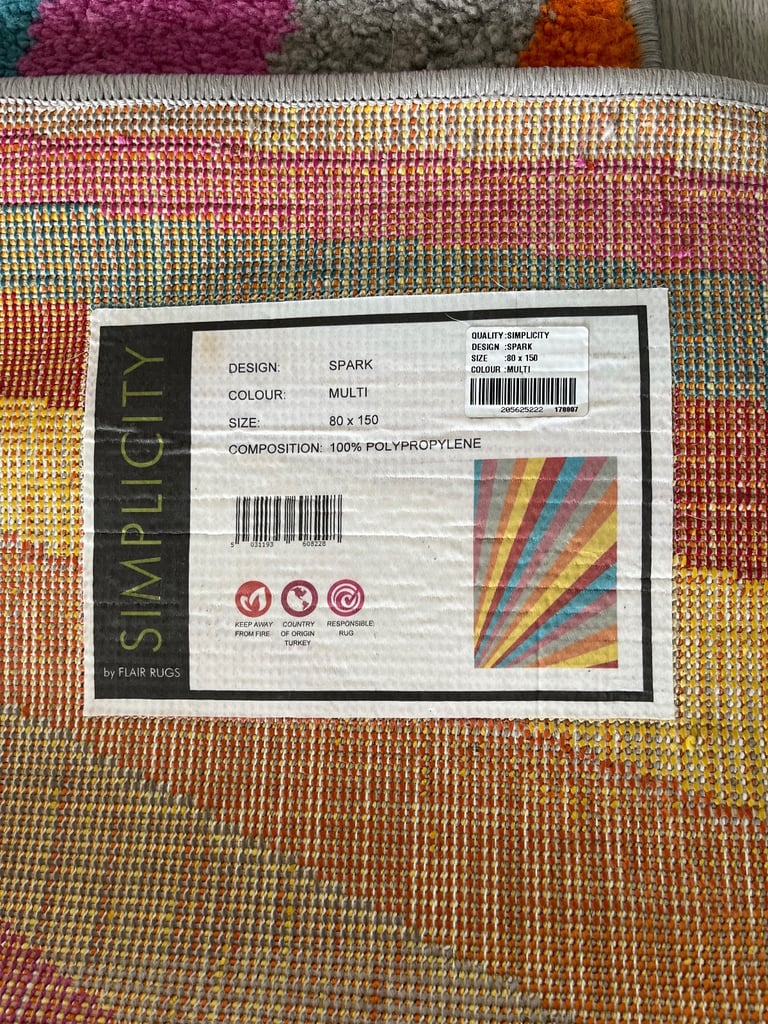 SIMPLICITY
by FLAIR RUGS
DESIGN: SPARK
COLOUR: MULTI
SIZE: 80 x 150
COMPOSITION: 100% POLYPROPYLENE
QUALITY :SIMPLICITY
DESIGN :SPARK
SIZE :80 x 150
COLOUR :MULTI
205625222 178007
5 031193 608228
KEEP AWAY
FROM FIRE
COUNTRY
OF ORIGIN
TURKEY
RESPONSIBLE
RUG